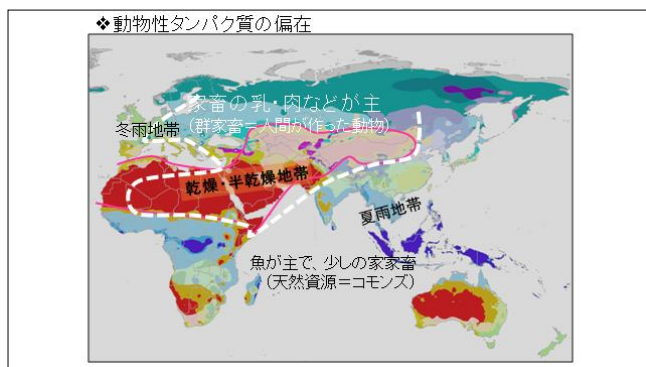 ❖動物性タンパク質の偏在
家畜の乳・肉などが主
（群家畜＝人間が作った動物）
冬雨地帯
乾燥・半乾燥地帯
夏雨地帯
魚が主で、少しの家家畜
（天然資源＝コモンズ）